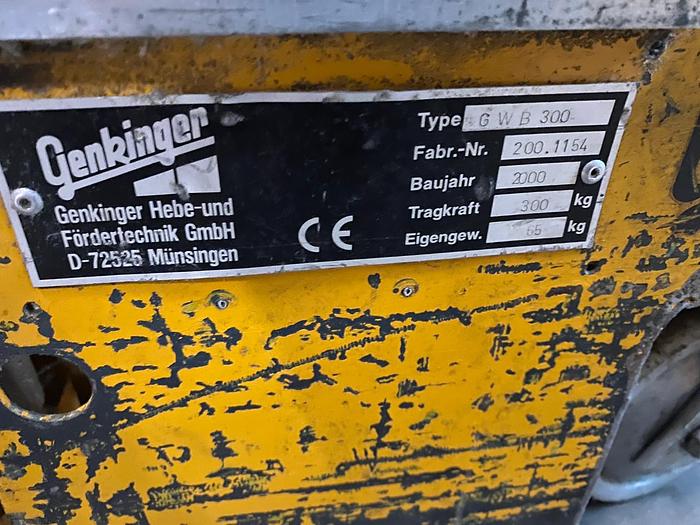 Genkinger
Genkinger Hebe-und
Fördertechnik GmbH
D-72525 Münsingen
CE
Type GWB 300
Fabr.-Nr. 200.1154
Baujahr 2000
Tragkraft 300 kg
Eigengew. 65 kg